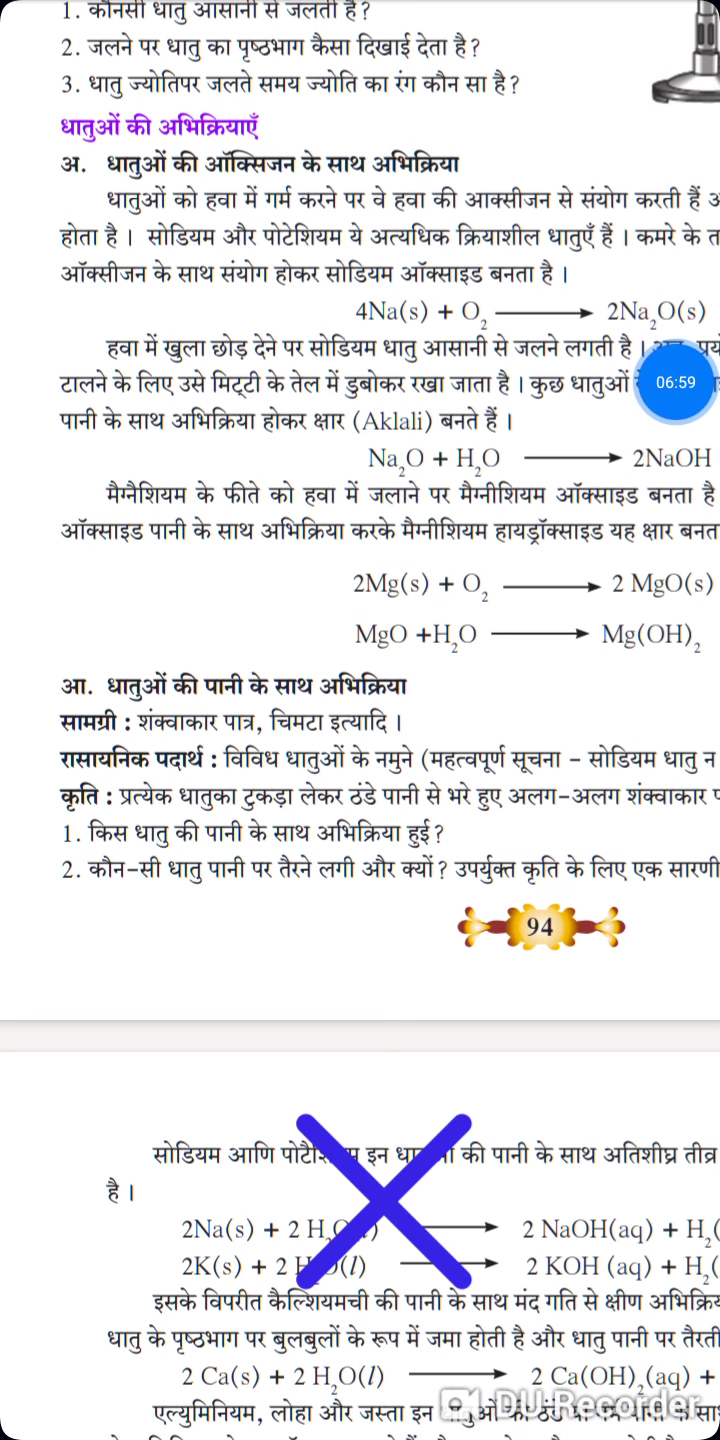 1. कौनसी धातु आसानी से जलती है?
2. जलने पर धातु का पृष्ठभाग कैसा दिखाई देता है?
3. धातु ज्योतिपर जलते समय ज्योति का रंग कौन सा है?
धातुओं की अभिक्रियाएँ
अ. धातुओं की ऑक्सिजन के साथ अभिक्रिया
धातुओं को हवा में गर्म करने पर वे हवा की आक्सीजन से संयोग करती हैं
होता है । सोडियम और पोटेशियम ये अत्यधिक क्रियाशील धातुएँ हैं । कमरे के त
ऑक्सीजन के साथ संयोग होकर सोडियम ऑक्साइड बनता है ।
4Na(s) + O₂ ⟶ 2Na₂O(s)
हवा में खुला छोड़ देने पर सोडियम धातु आसानी से जलने लगती है ।
टालने के लिए उसे मिट्टी के तेल में डुबोकर रखा जाता है । कुछ धातुओं
06:59
पानी के साथ अभिक्रिया होकर क्षार (Aklali) बनते हैं ।
Na₂O + H₂O ⟶ 2NaOH
मैग्नैशियम के फीते को हवा में जलाने पर मैग्नीशियम ऑक्साइड बनता है
ऑक्साइड पानी के साथ अभिक्रिया करके मैग्नीशियम हायड्रॉक्साइड यह क्षार बनत
2Mg(s) + O₂ ⟶ 2 MgO(s)
MgO +H₂O ⟶ Mg(OH)₂
आ. धातुओं की पानी के साथ अभिक्रिया
सामग्री : शंक्वाकार पात्र, चिमटा इत्यादि ।
रासायनिक पदार्थ : विविध धातुओं के नमुने (महत्वपूर्ण सूचना - सोडियम धातु न
कृति : प्रत्येक धातुका टुकड़ा लेकर ठंडे पानी से भरे हुए अलग-अलग शंक्वाकार
1. किस धातु की पानी के साथ अभिक्रिया हुई?
2. कौन-सी धातु पानी पर तैरने लगी और क्यों? उपर्युक्त कृति के लिए एक सारणी
94
सोडियम आणि इन की पानी के साथ अतिशीघ्र तीव्र
है ।
2Na(s) + 2 H₂ ⟶ 2 NaOH(aq) + H₂(
2K(s) + 2 (l) ⟶ 2 KOH (aq) + H₂(
इसके विपरीत कैल्शियमची की पानी के साथ मंद गति से क्षीण अभिक्रि
धातु के पृष्ठभाग पर बुलबुलों के रूप में जमा होती है और धातु पानी पर तैरती
2 Ca(s) + 2 H₂O(l) ⟶ 2 Ca(OH)₂(aq) +
एल्युमिनियम, लोहा और जस्ता इन
DU Recorder